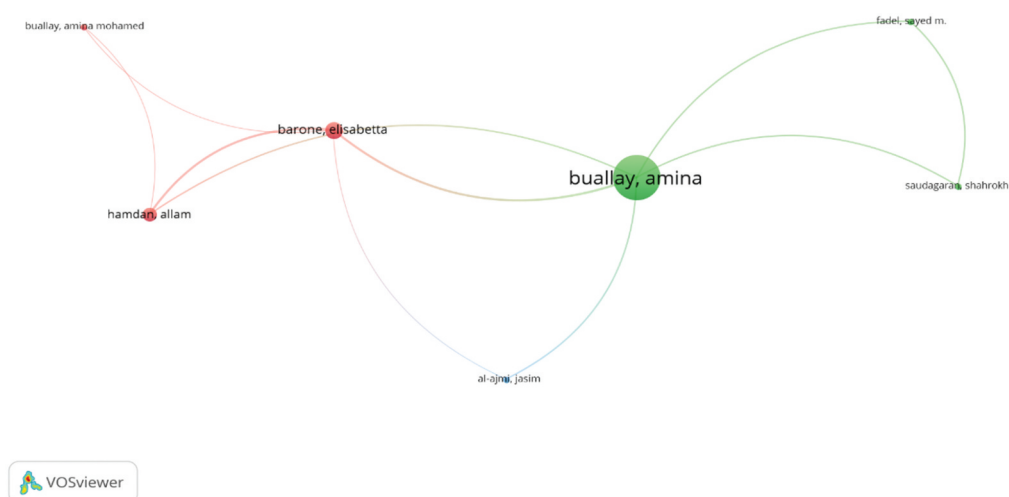 buallay, amina mohamed
fadel, sayed m.
barone, elisabetta
buallay, amina
saudagaran, shahrokh
hamdan, allam
al-ajmi, jasim
VOSviewer